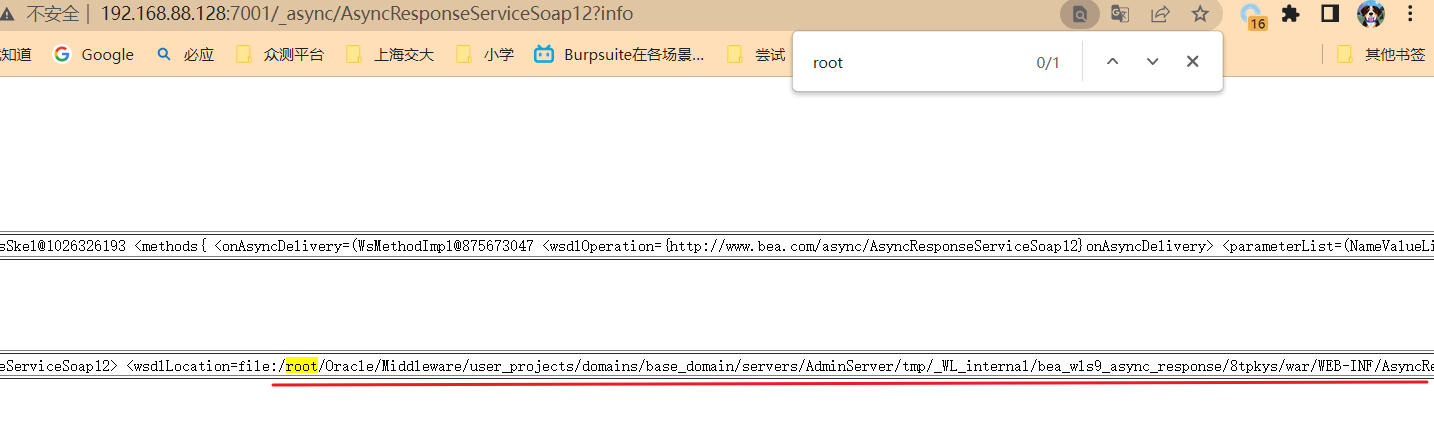 不安全 | 192.168.88.128:7001/_async/AsyncResponseServiceSoap12?info
16
知道 Google 必应 众测平台 上海交大 小学 Burpsuite在各场景... 尝试 其他书签
root 0/1
sSkel@1026326193 <methods{ <onAsyncDelivery=(WsMethodImpl@875673047 <wsdlOperation={http://www.bea.com/async/AsyncResponseServiceSoap12}onAsyncDelivery> <parameterList=(NameValueLi
eServiceSoap12> <wsdlLocation=file:/root/Oracle/Middleware/user_projects/domains/base_domain/servers/AdminServer/tmp/_WL_internal/bea_wls9_async_response/8tpkys/war/WEB-INF/AsyncRe